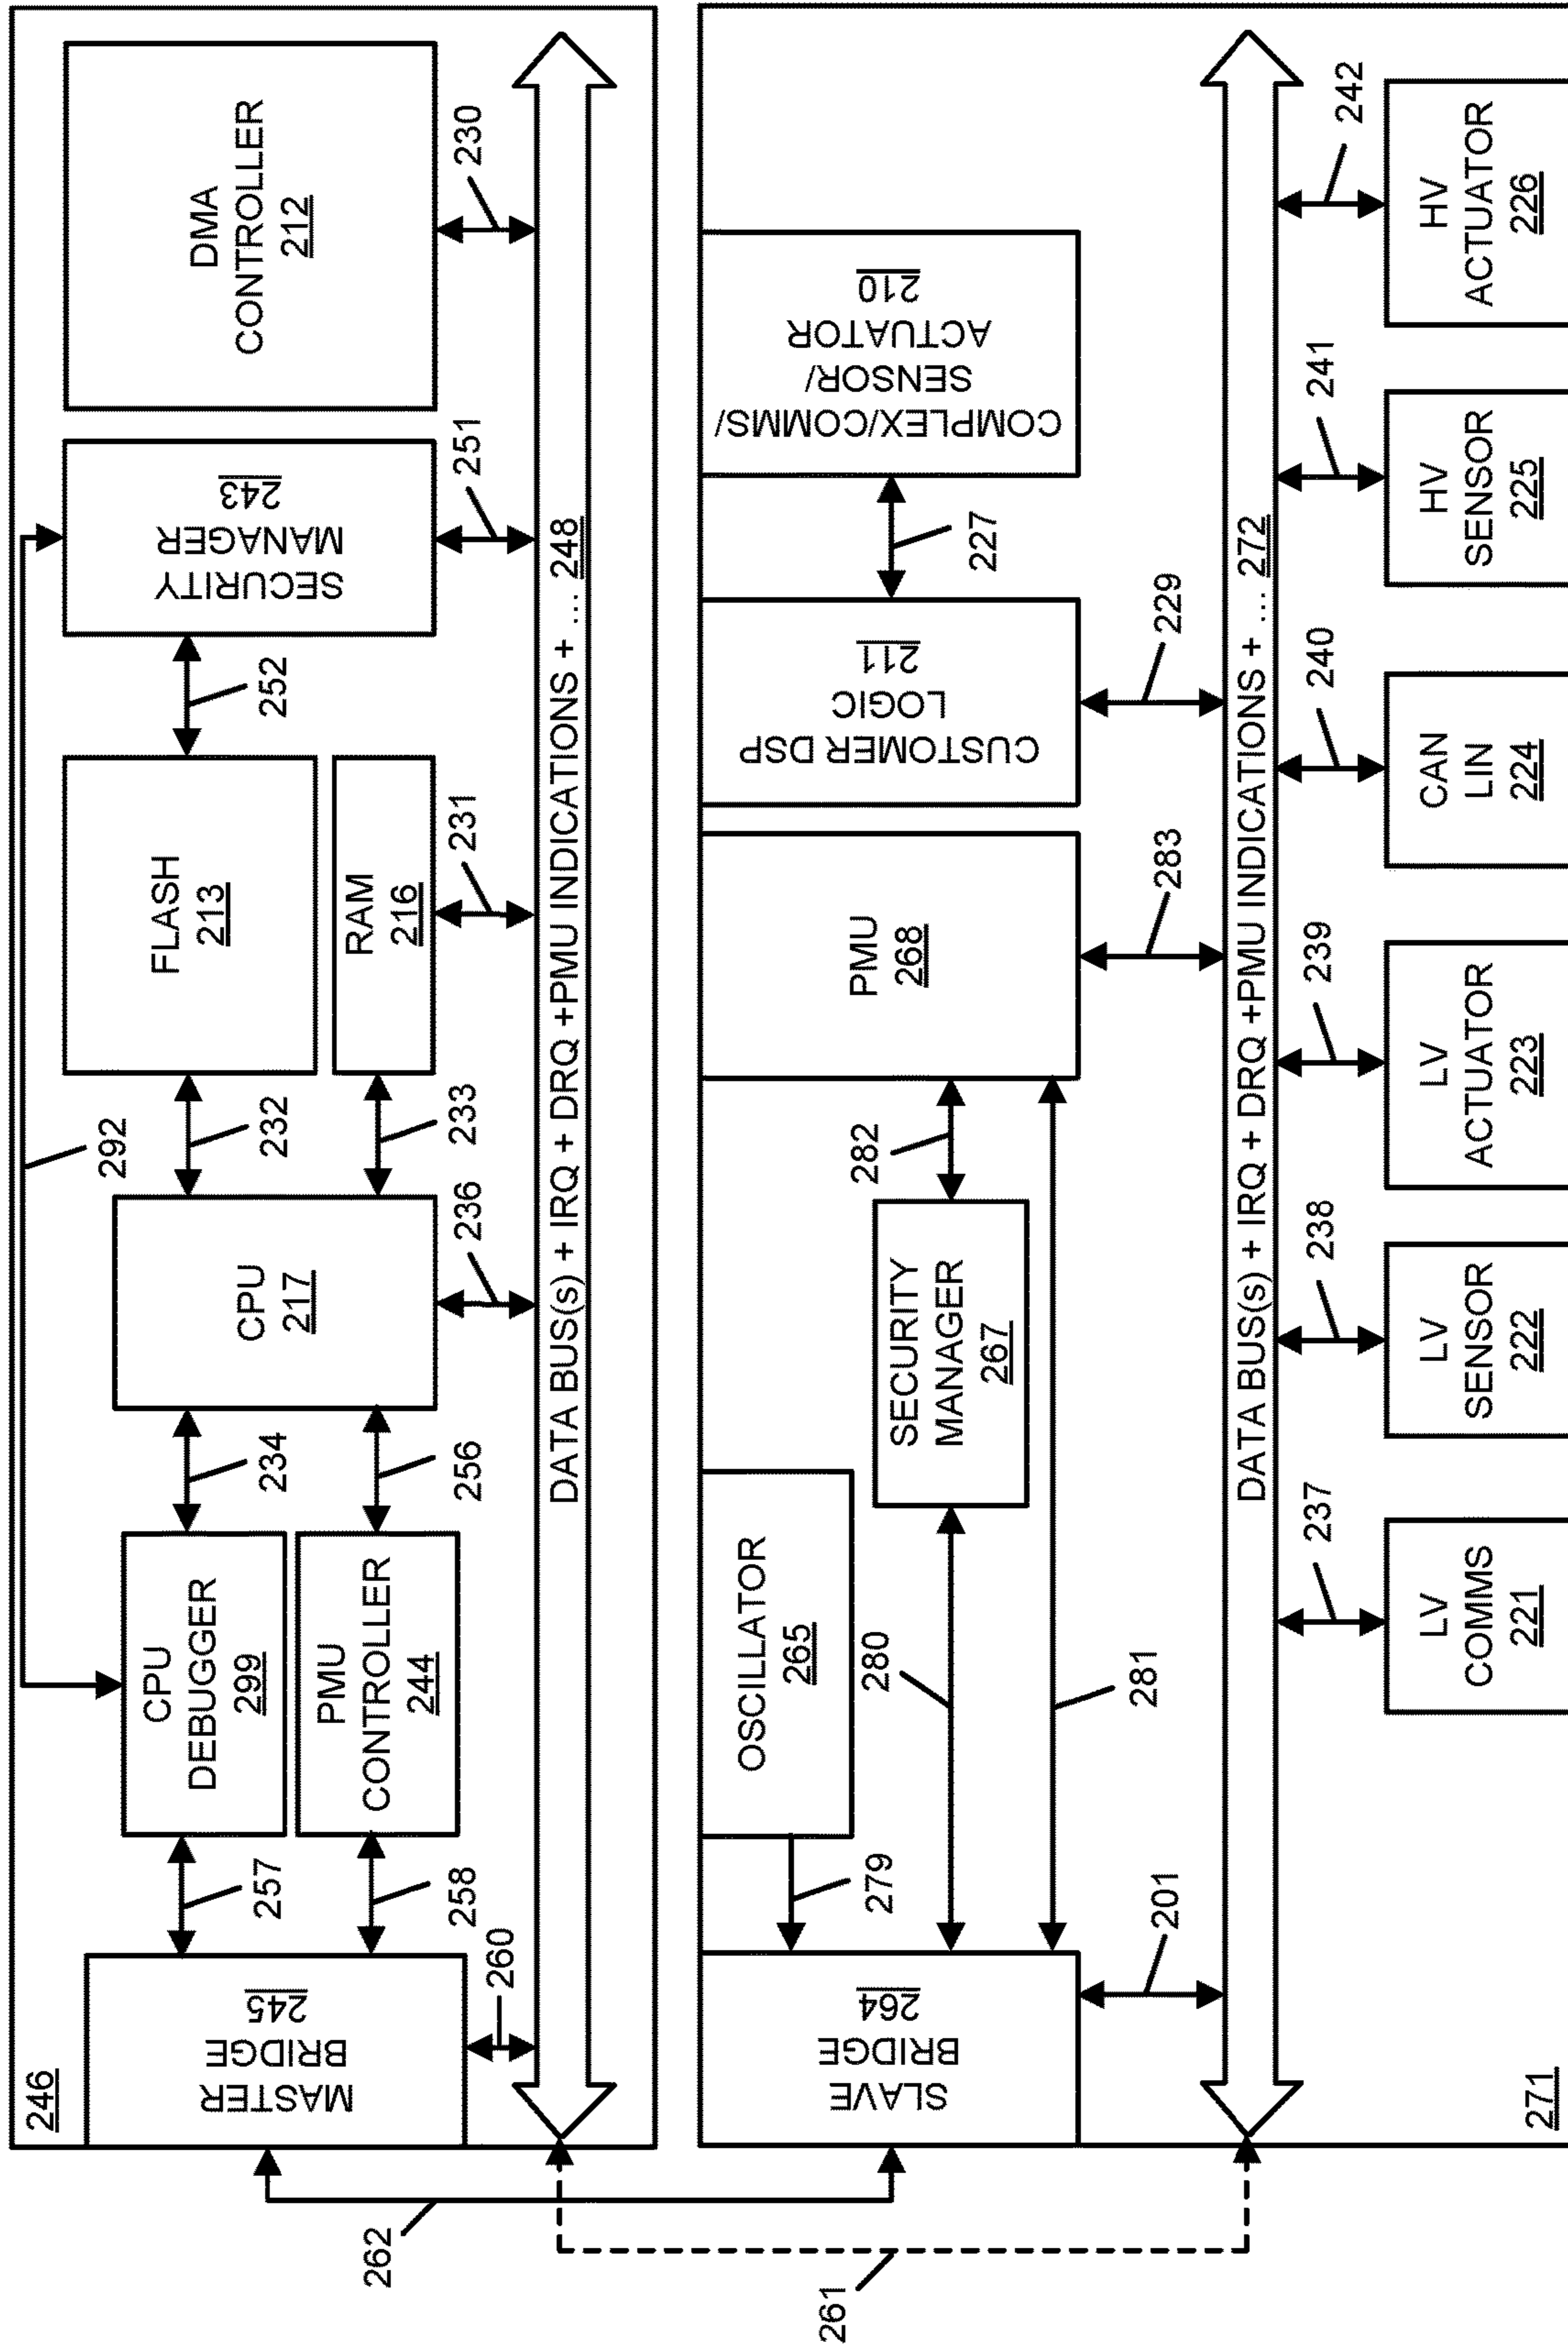 246
MASTER
BRIDGE
245
257
258
260
CPU
DEBUGGER
299
PMU
CONTROLLER
244
292
234
256
CPU
217
236
232
233
FLASH
213
RAM
216
231
252
SECURITY
MANAGER
243
251
DMA
CONTROLLER
212
230
DATA BUS(s) + IRQ + DRQ +PMU INDICATIONS + ... 248
262
261
271
SLAVE
BRIDGE
264
201
279
OSCILLATOR
265
280
281
SECURITY
MANAGER
267
282
PMU
268
283
CUSTOMER DSP
LOGIC
211
229
227
COMPLEX/COMMS/
SENSOR/
ACTUATOR
210
DATA BUS(s) + IRQ + DRQ +PMU INDICATIONS + ... 272
237
238
239
240
241
242
LV
COMMS
221
LV
SENSOR
222
LV
ACTUATOR
223
CAN
LIN
224
HV
SENSOR
225
HV
ACTUATOR
226